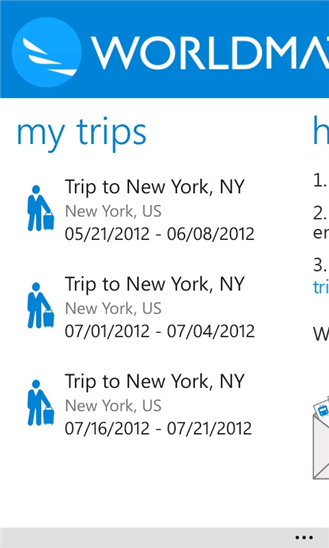 WORLDMA
my trips
Trip to New York, NY
New York, US
05/21/2012 - 06/08/2012
Trip to New York, NY
New York, US
07/01/2012 - 07/04/2012
Trip to New York, NY
New York, US
07/16/2012 - 07/21/2012
h
1.
2.
er
3.
tri
W